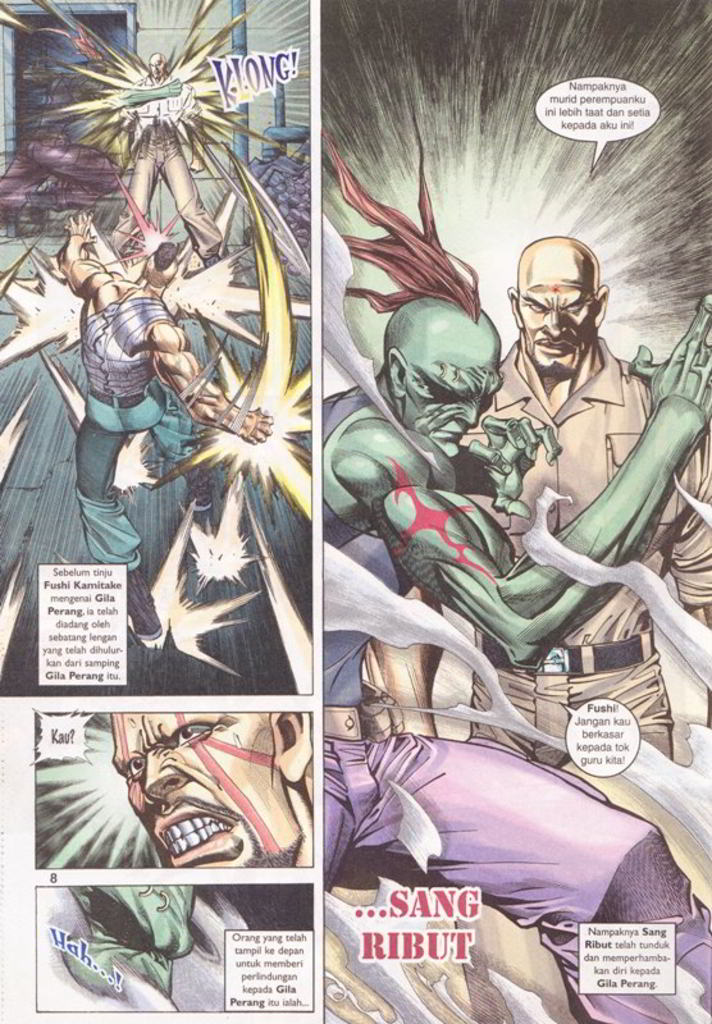 KLONG!
Sebelum tinju
Fushi Kamitake
mengenai Gila
Perang, ia telah
diadang oleh
sebatang lengan
yang telah dihulur-
kan dari samping
Gila Perang itu.
Kau?
8
Hah....!
Orang yang telah
tampil ke depan
untuk memberi
perlindungan
kepada Gila
Perang itu ialah...
Nampaknya
murid perempuanku
ini lebih taat dan setia
kepada aku ini!
Fushi!
Jangan kau
berkasar
kepada tok
guru kita!
...SANG
RIBUT
Nampaknya Sang
Ribut telah tunduk
dan memperhamba-
kan diri kepada
Gila Perang.